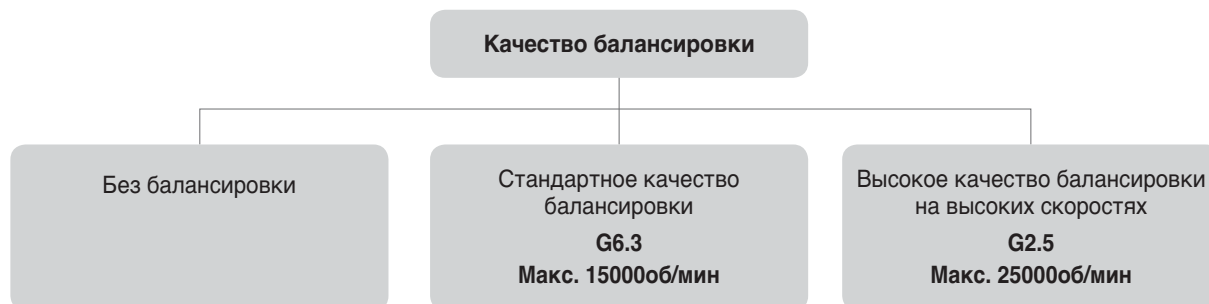 Качество балансировки
Без балансировки
Стандартное качество
балансировки
G6.3
Макс. 15000об/мин
Высокое качество балансировки
на высоких скоростях
G2.5
Макс. 25000об/мин